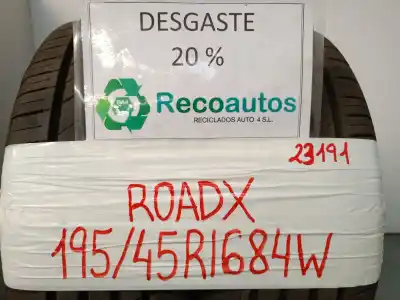 DESGASTE
20 %
Recoautos
RECICLADOS AUTO 4 S.L.
23191
ROADX
195/45R1684W